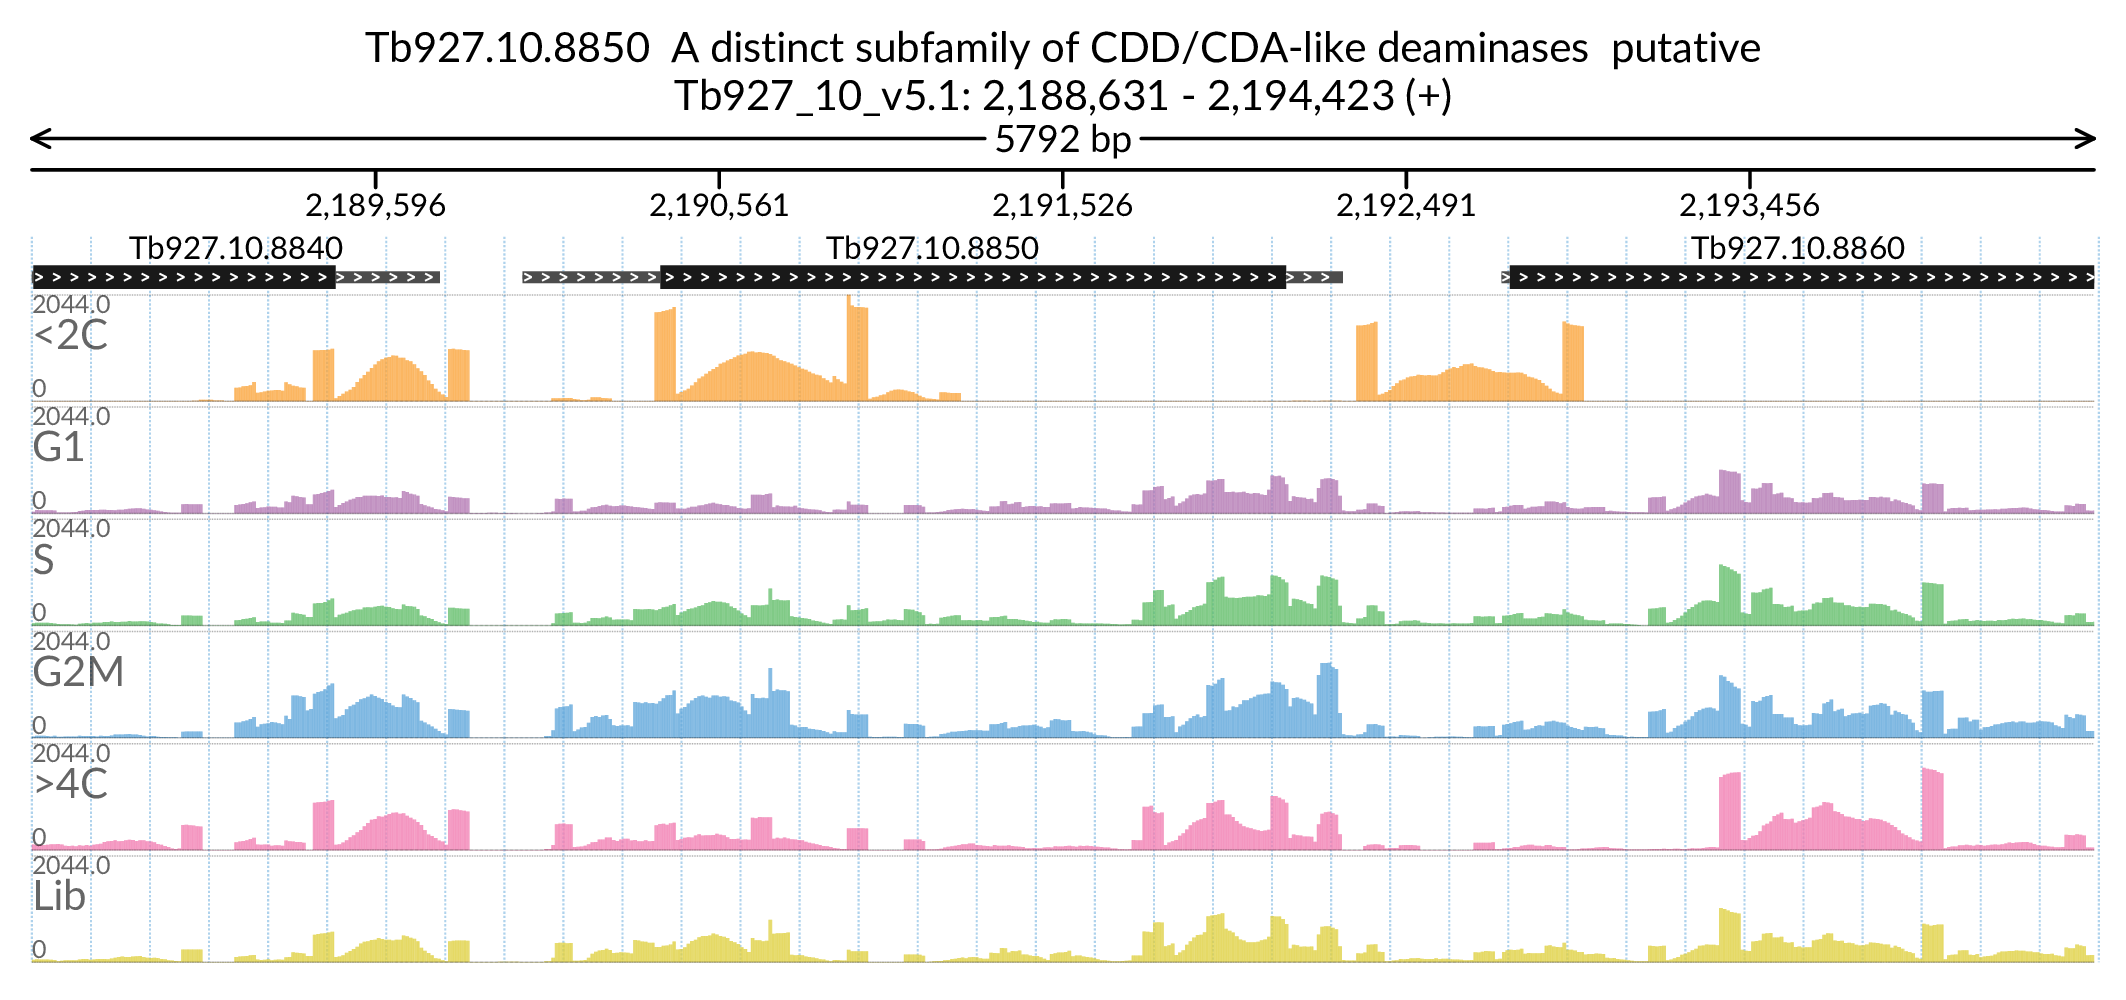 Tb927.10.8850  A distinct subfamily of CDD/CDA-like deaminases  putative
Tb927_10_v5.1: 2,188,631 - 2,194,423 (+)
5792 bp
2,189,596 2,190,561 2,191,526 2,192,491 2,193,456
Tb927.10.8840 Tb927.10.8850 Tb927.10.8860
2044.0
<2C
0
2044.0
G1
0
2044.0
S
0
2044.0
G2M
0
2044.0
>4C
0
2044.0
Lib
0